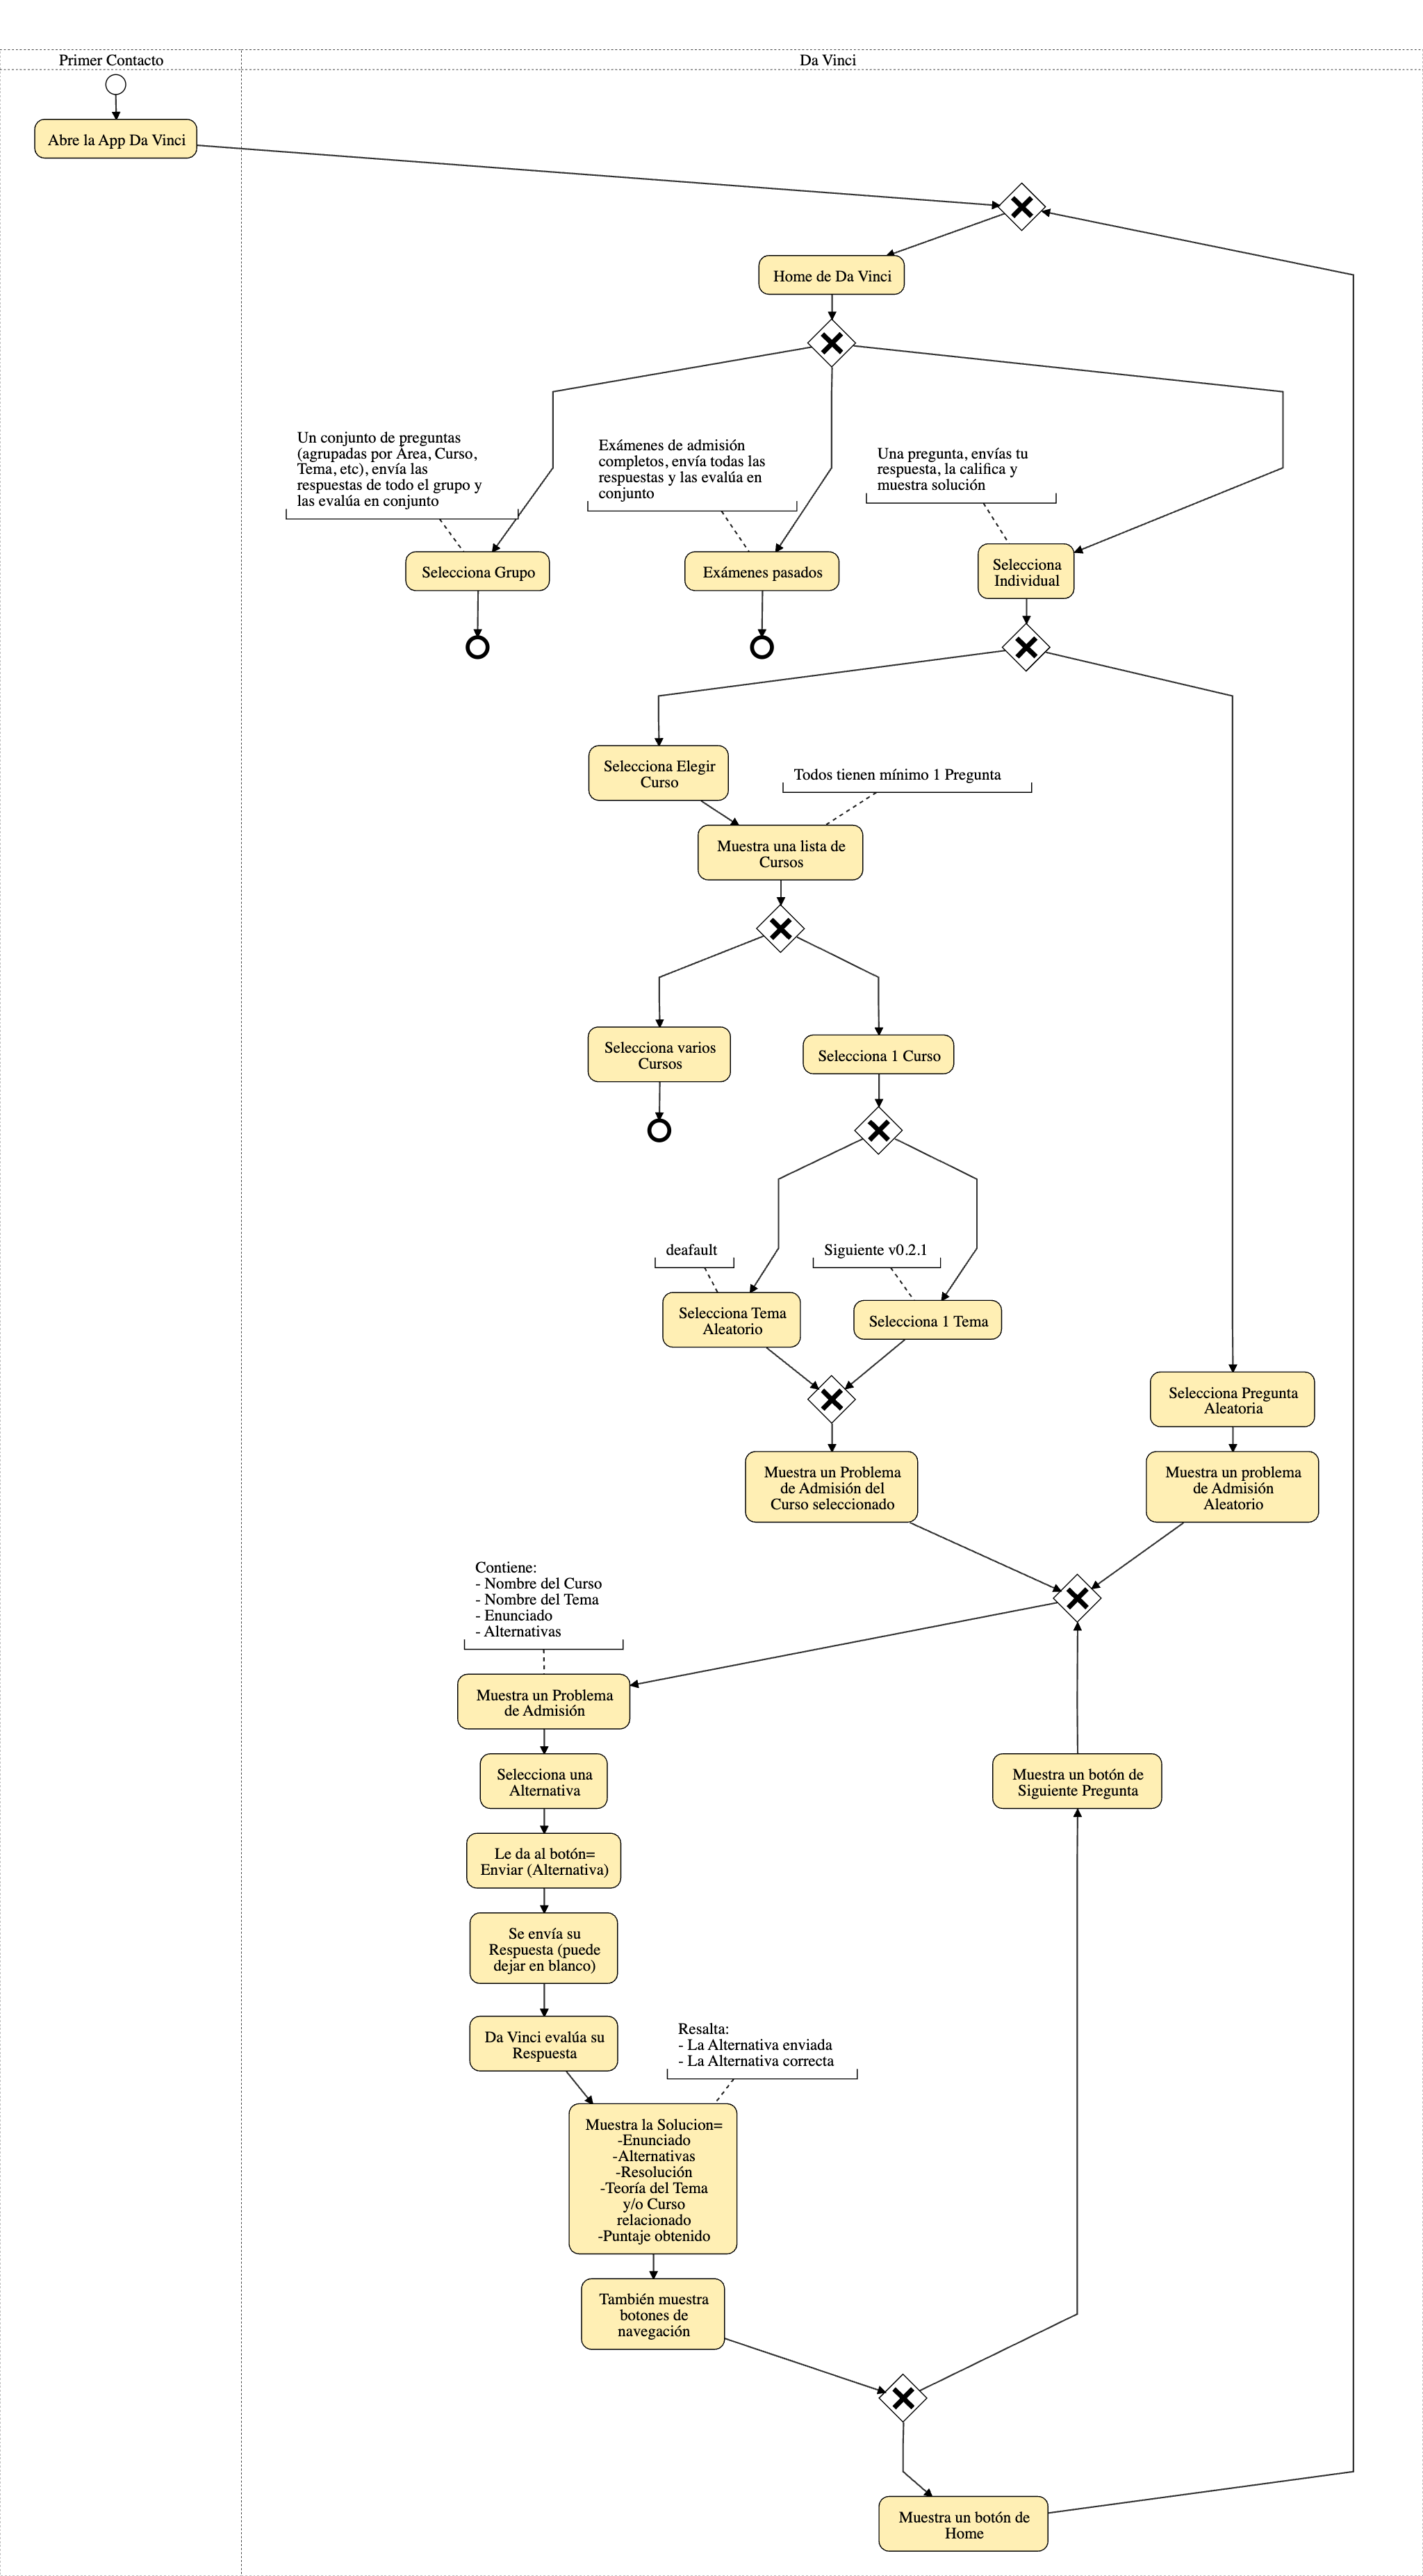 Primer Contacto
Da Vinci
Abre la App Da Vinci
Home de Da Vinci
Un conjunto de preguntas
(agrupadas por Área, Curso,
Tema, etc), envía las
respuestas de todo el grupo y
las evalúa en conjunto
Exámenes de admisión
completos, envía todas las
respuestas y las evalúa en
conjunto
Una pregunta, envías tu
respuesta, la califica y
muestra solución
Selecciona Grupo
Exámenes pasados
Selecciona
Individual
Selecciona Elegir
Curso
Todos tienen mínimo 1 Pregunta
Muestra una lista de
Cursos
Selecciona varios
Cursos
Selecciona 1 Curso
deafault
Siguiente v0.2.1
Selecciona Tema
Aleatorio
Selecciona 1 Tema
Selecciona Pregunta
Aleatoria
Muestra un Problema
de Admisión del
Curso seleccionado
Muestra un problema
de Admisión
Aleatorio
Contiene:
- Nombre del Curso
- Nombre del Tema
- Enunciado
- Alternativas
Muestra un Problema
de Admisión
Selecciona una
Alternativa
Muestra un botón de
Siguiente Pregunta
Le da al botón=
Enviar (Alternativa)
Se envía su
Respuesta (puede
dejar en blanco)
Da Vinci evalúa su
Respuesta
Resalta:
- La Alternativa enviada
- La Alternativa correcta
Muestra la Solucion=
-Enunciado
-Alternativas
-Resolución
-Teoría del Tema
y/o Curso
relacionado
-Puntaje obtenido
También muestra
botones de
navegación
Muestra un botón de
Home